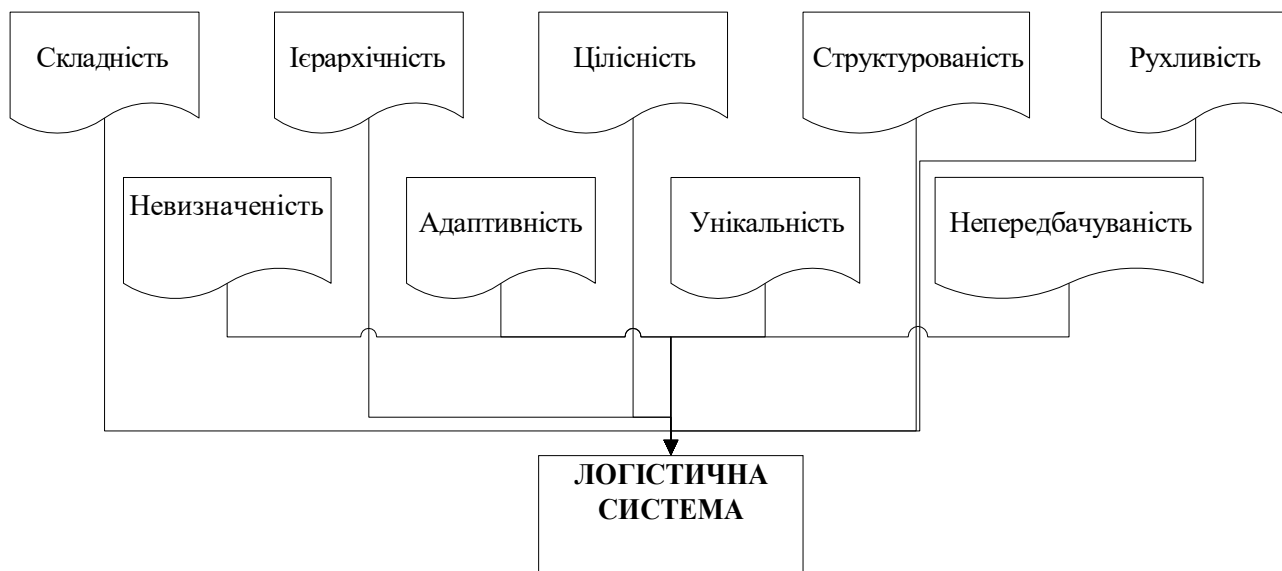 Складність
Ієрархічність
Цілісність
Структурованість
Рухливість
Невизначеність
Адаптивність
Унікальність
Непередбачуваність
ЛОГІСТИЧНА
СИСТЕМА